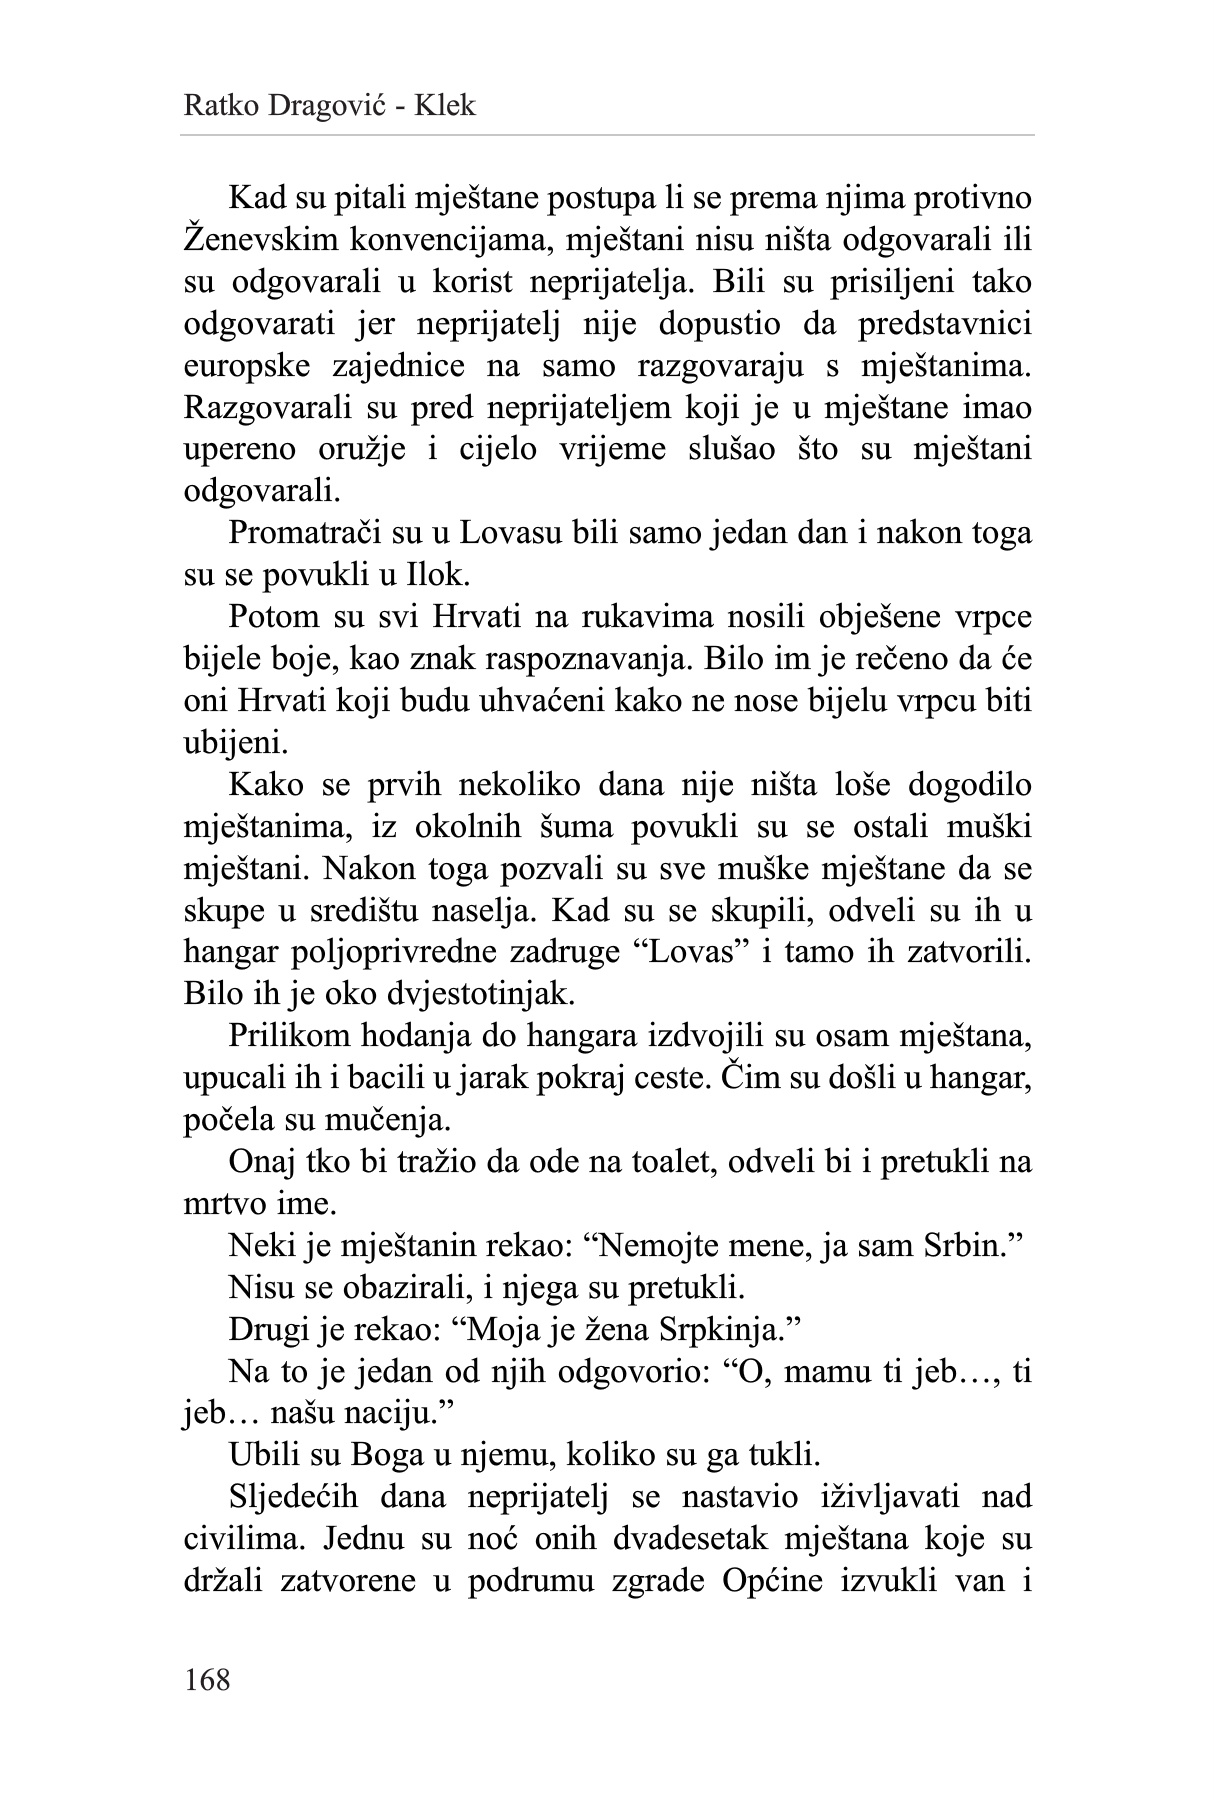 Ratko Dragović - Klek
Kad su pitali mještane postupa li se prema njima protivno
Ženevskim konvencijama, mještani nisu ništa odgovarali ili
su odgovarali u korist neprijatelja. Bili su prisiljeni tako
odgovarati jer neprijatelj nije dopustio da predstavnici
europske zajednice na samo razgovaraju s mještanima.
Razgovarali su pred neprijateljem koji je u mještane imao
upereno oružje i cijelo vrijeme slušao što su mještani
odgovarali.
Promatrači su u Lovasu bili samo jedan dan i nakon toga
su se povukli u Ilok.
Potom su svi Hrvati na rukavima nosili obješene vrpce
bijele boje, kao znak raspoznavanja. Bilo im je rečeno da će
oni Hrvati koji budu uhvaćeni kako ne nose bijelu vrpcu biti
ubijeni.
Kako se prvih nekoliko dana nije ništa loše dogodilo
mještanima, iz okolnih šuma povukli su se ostali muški
mještani. Nakon toga pozvali su sve muške mještane da se
skupe u središtu naselja. Kad su se skupili, odveli su ih u
hangar poljoprivredne zadruge “Lovas” i tamo ih zatvorili.
Bilo ih je oko dvjestotinjak.
Prilikom hodanja do hangara izdvojili su osam mještana,
upucali ih i bacili u jarak pokraj ceste. Čim su došli u hangar,
počela su mučenja.
Onaj tko bi tražio da ode na toalet, odveli bi i pretukli na
mrtvo ime.
Neki je mještanin rekao: “Nemojte mene, ja sam Srbin.”
Nisu se obazirali, i njega su pretukli.
Drugi je rekao: “Moja je žena Srpkinja.”
Na to je jedan od njih odgovorio: “O, mamu ti jeb…, ti
jeb… našu naciju.”
Ubili su Boga u njemu, koliko su ga tukli.
Sljedećih dana neprijatelj se nastavio iživljavati nad
civilima. Jednu su noć onih dvadesetak mještana koje su
držali zatvorene u podrumu zgrade Općine izvukli van i
168